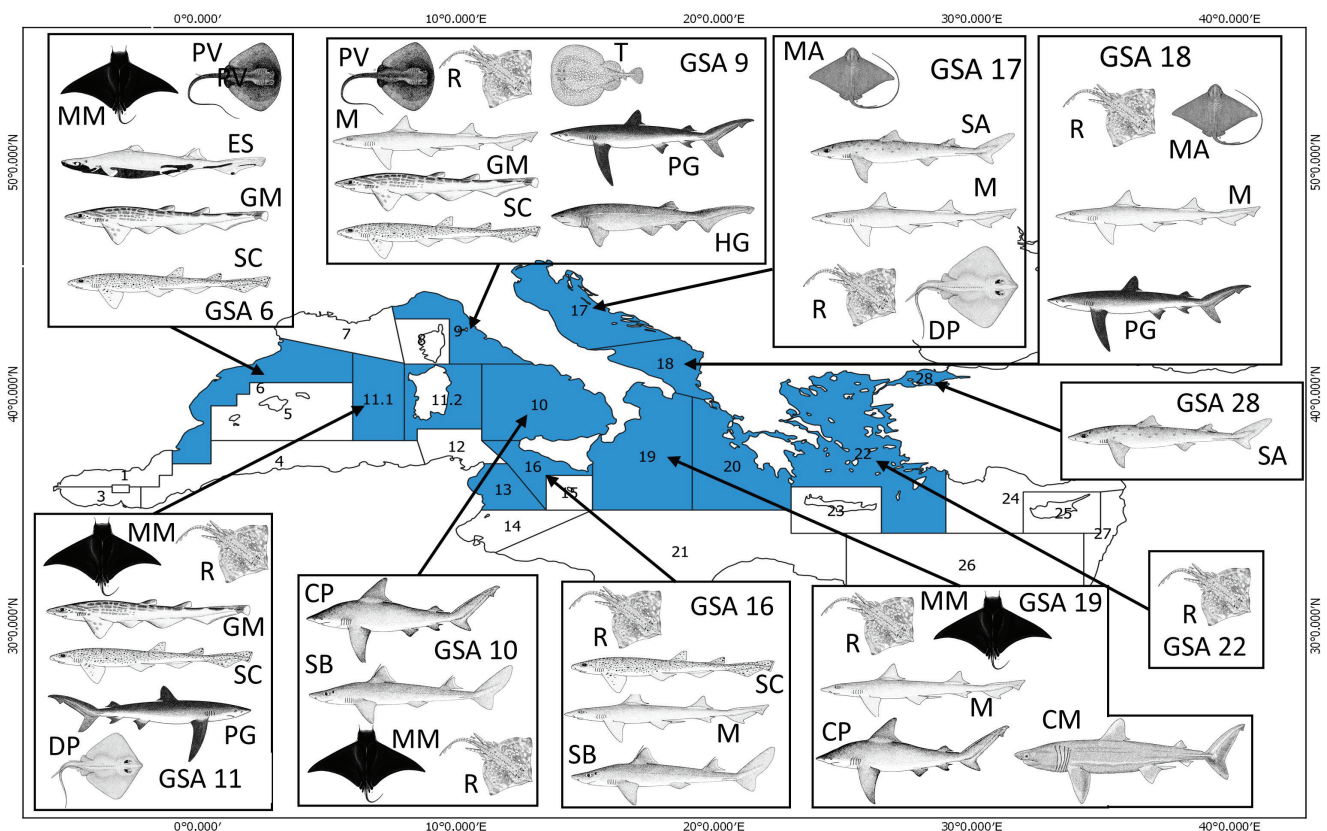 0°0.000′ 10°0.000′E 20°0.000′E 30°0.000′E 40°0.000′E
50°0.000′N
40°0.000′N
30°0.000′N
50°0.000′N
40°0.000′N
30°0.000′N
MM
PV
PV
ES
GM
SC
GSA 6
PV
R
T
GSA 9
M
GM
PG
SC
HG
MA
GSA 17
SA
M
R
DP
GSA 18
R
MA
M
PG
GSA 28
SA
7
8
9
17
18
28
6
5
11.1
11.2
10
12
4
1
3
16
13
15
19
20
22
23
24
25
27
14
21
26
MM
R
GM
SC
PG
DP
GSA 11
CP
GSA 10
SB
MM
R
GSA 16
R
SC
M
SB
MM
GSA 19
R
M
CP
CM
R
GSA 22
0°0.000′ 10°0.000′E 20°0.000′E 30°0.000′E 40°0.000′E